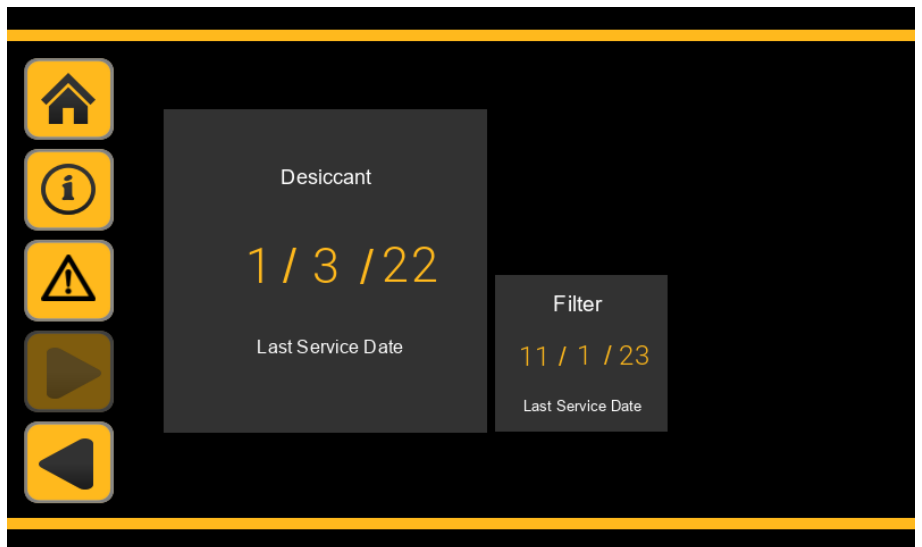 Desiccant
1 / 3 / 22
Last Service Date
Filter
11 / 1 / 23
Last Service Date